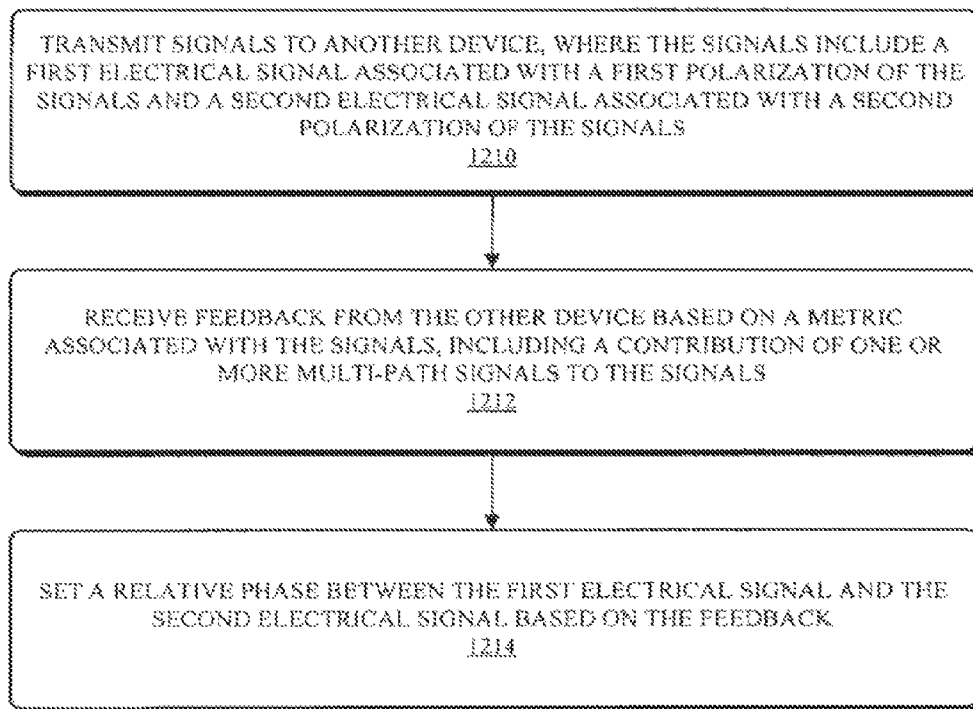 TRANSMIT SIGNALS TO ANOTHER DEVICE, WHERE THE SIGNALS INCLUDE A
FIRST ELECTRICAL SIGNAL ASSOCIATED WITH A FIRST POLARIZATION OF THE
SIGNALS AND A SECOND ELECTRICAL SIGNAL ASSOCIATED WITH A SECOND
POLARIZATION OF THE SIGNALS
1210
RECEIVE FEEDBACK FROM THE OTHER DEVICE BASED ON A METRIC
ASSOCIATED WITH THE SIGNALS, INCLUDING A CONTRIBUTION OF ONE OR
MORE MULTI-PATH SIGNALS TO THE SIGNALS
1212
SET A RELATIVE PHASE BETWEEN THE FIRST ELECTRICAL SIGNAL AND THE
SECOND ELECTRICAL SIGNAL BASED ON THE FEEDBACK
1214